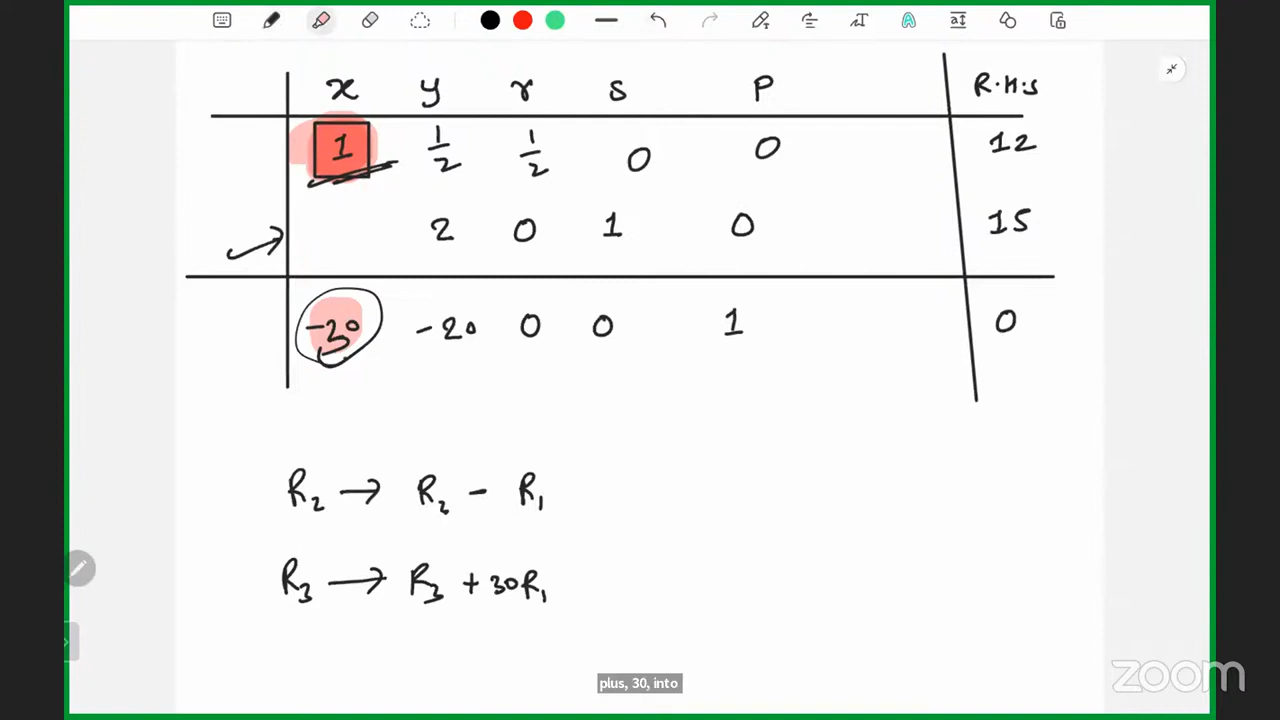 x y r s P R.H.S
1 1/2 1/2 0 0 12
2 0 1 0 15
-30 -20 0 0 1 0
R₂ → R₂ - R₁
R₃ → R₃ + 30R₁
plus, 30, into
zoom